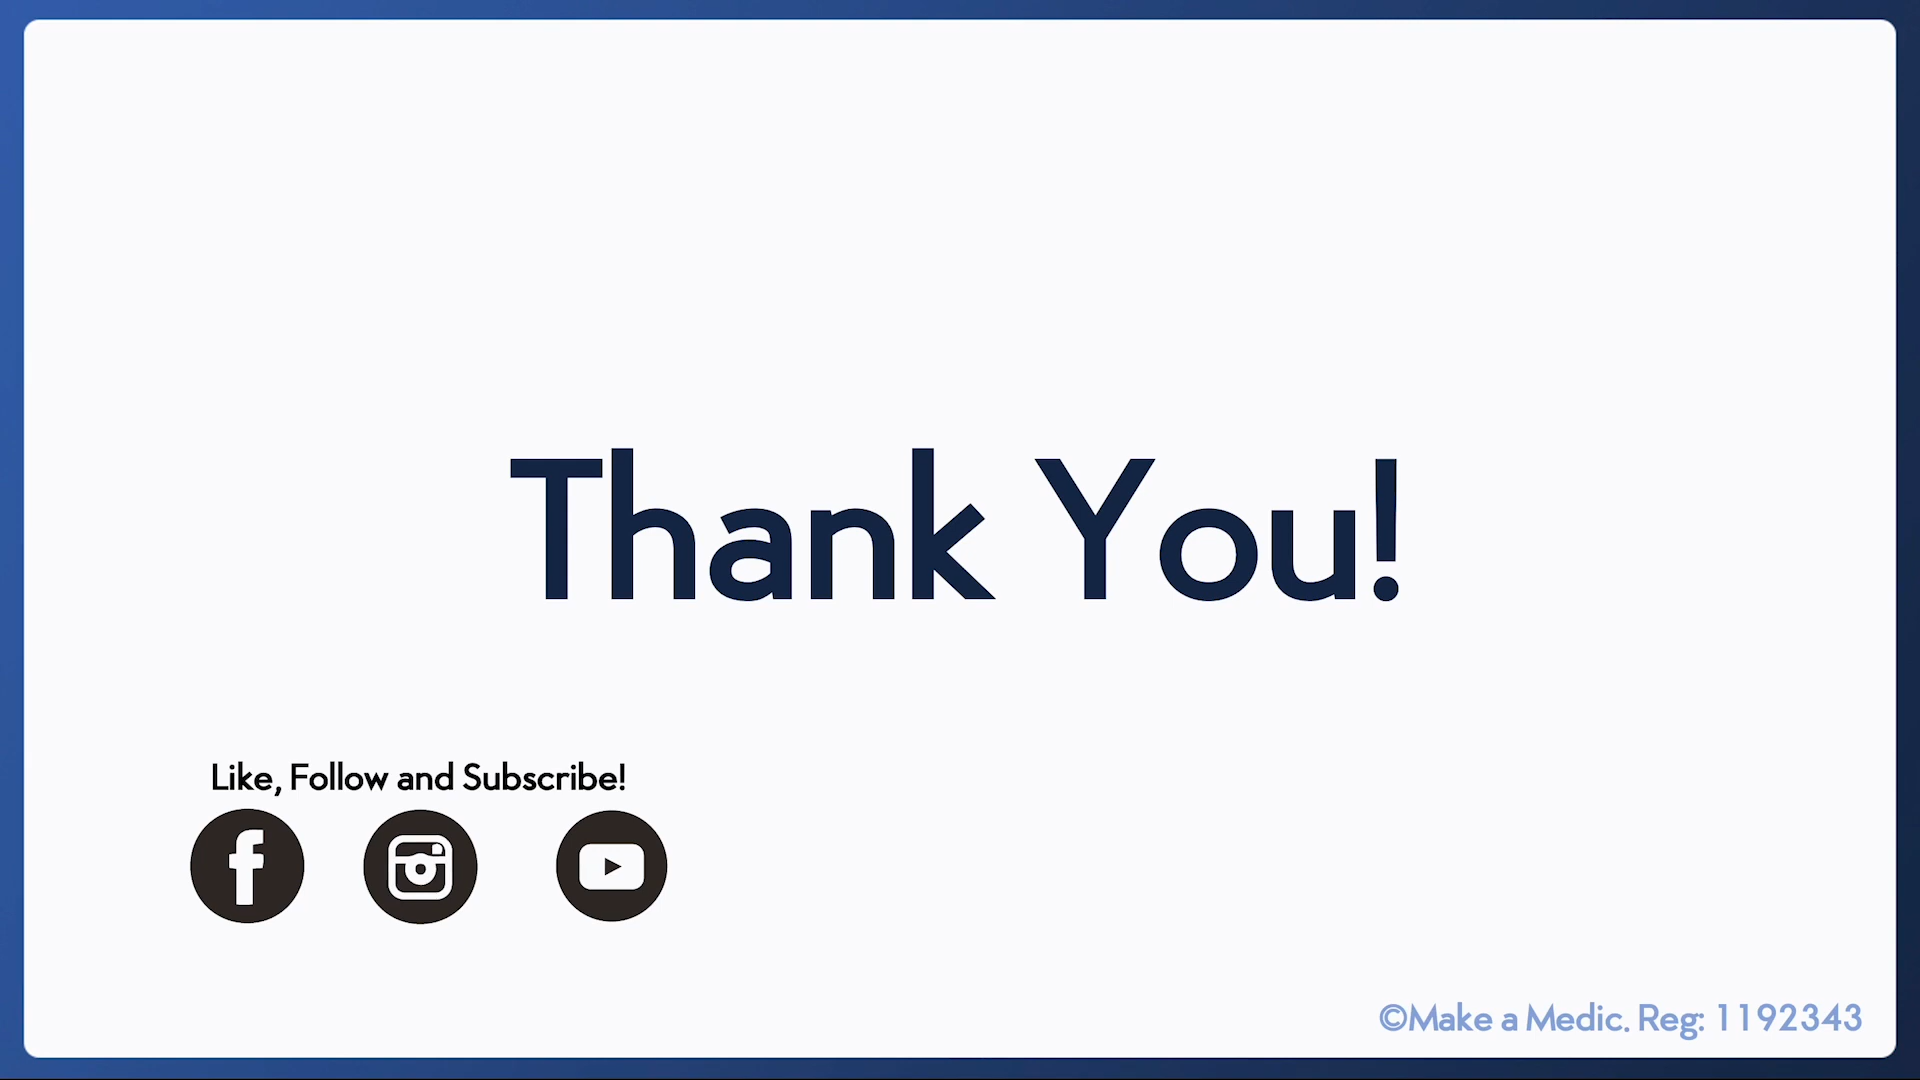 Thank You!
Like, Follow and Subscribe!
©Make a Medic. Reg: 1192343